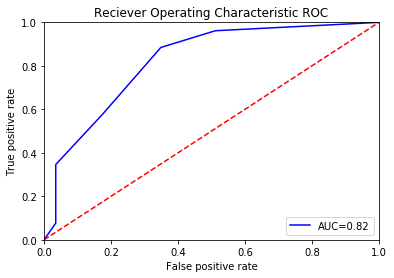 Reciever Operating Characteristic ROC
1.0
0.8
0.6
0.4
0.2
0.0
True positive rate
AUC=0.82
0.0 0.2 0.4 0.6 0.8 1.0
False positive rate